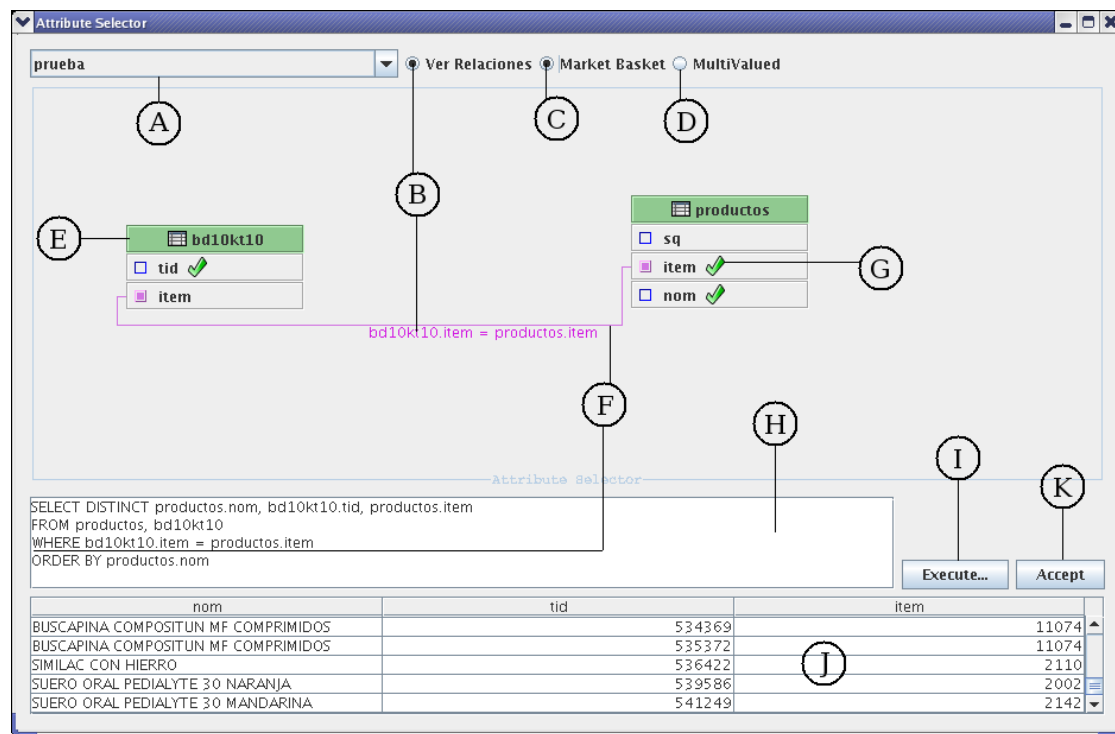 Attribute Selector
prueba
Ver Relaciones
Market Basket
MultiValued
A
C
D
B
productos
E
bd10kt10
sq
tid
item
G
item
nom
bd10kt10.item = productos.item
F
H
I
Attribute Selector
K
SELECT DISTINCT productos.nom, bd10kt10.tid, productos.item
FROM productos, bd10kt10
WHERE bd10kt10.item = productos.item
ORDER BY productos.nom
Execute...
Accept
nom tid item
BUSCAPINA COMPOSITUN MF COMPRIMIDOS 534369 11074
BUSCAPINA COMPOSITUN MF COMPRIMIDOS 535372 11074
SIMILAC CON HIERRO 536422 2110
J
SUERO ORAL PEDIALYTE 30 NARANJA 539586 2002
SUERO ORAL PEDIALYTE 30 MANDARINA 541249 2142